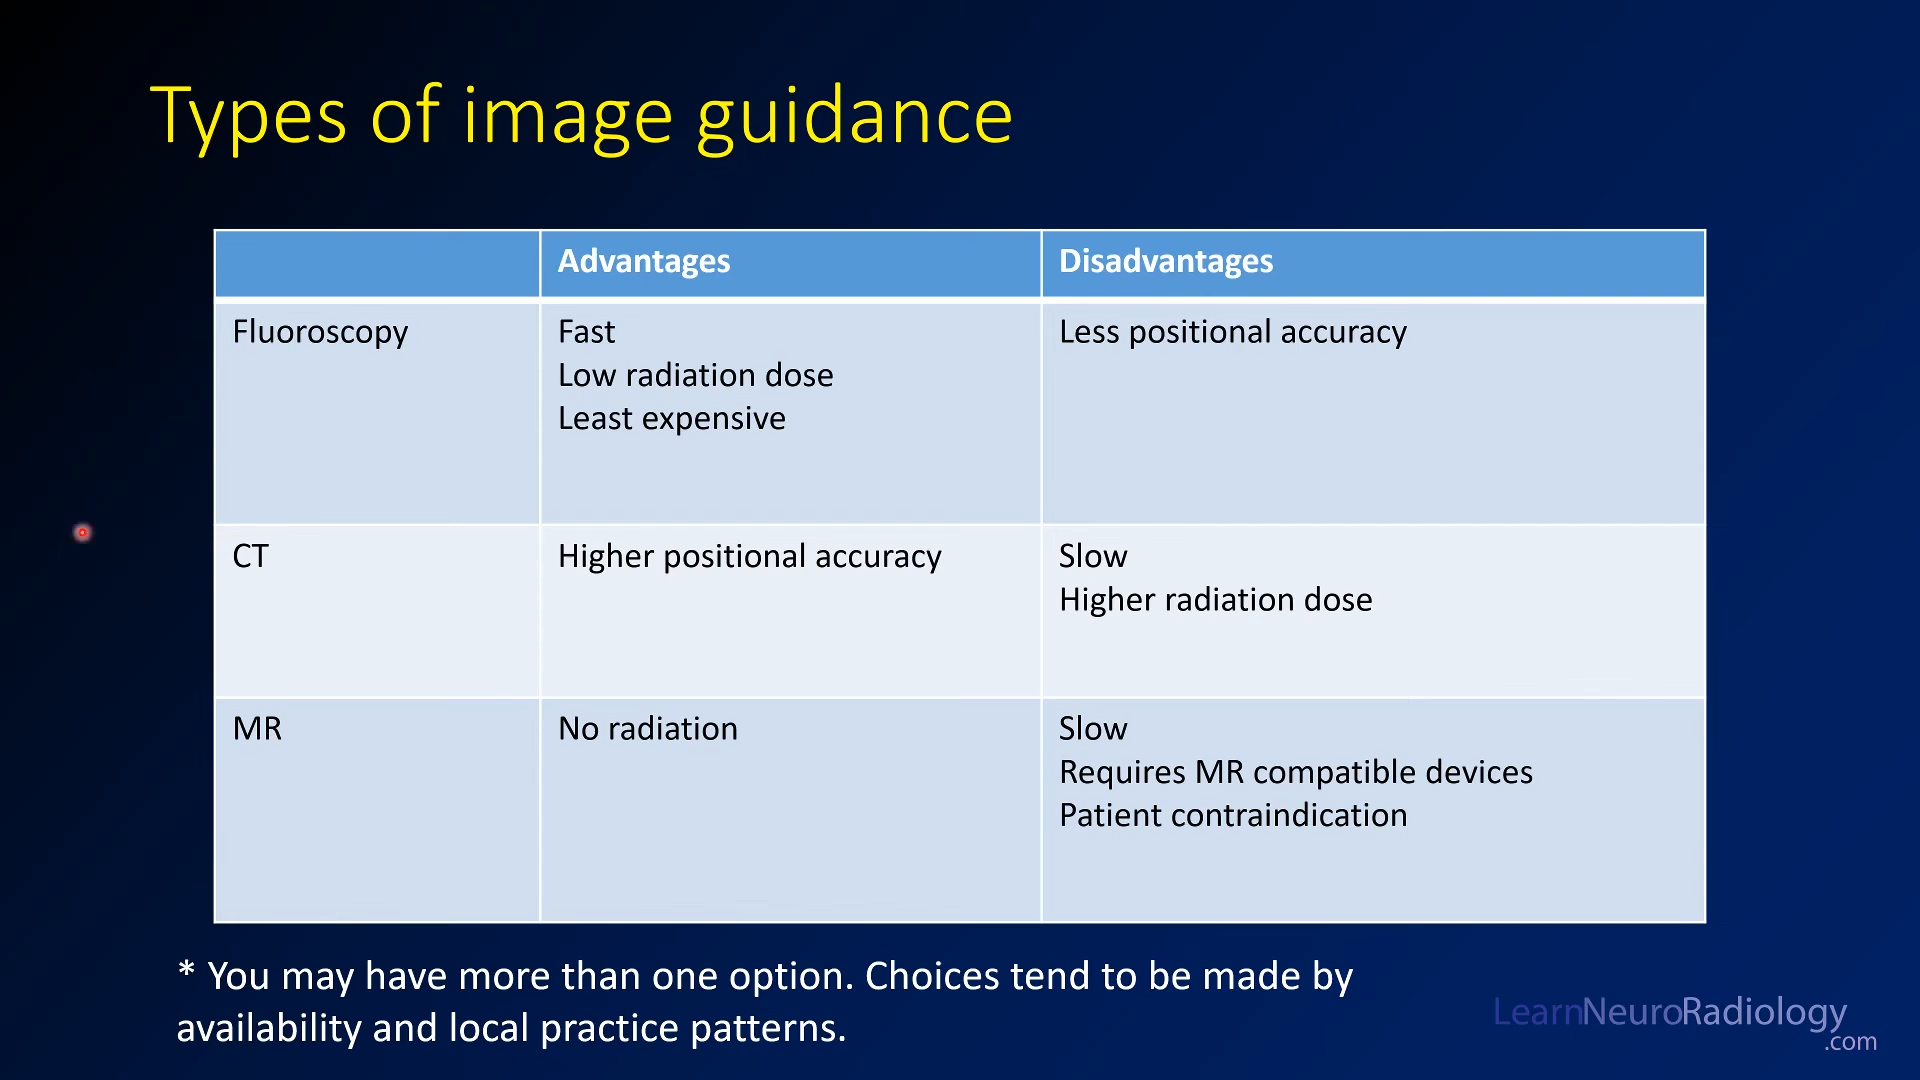 Types of image guidance
Advantages
Disadvantages
Fluoroscopy
Fast
Low radiation dose
Least expensive
Less positional accuracy
CT
Higher positional accuracy
Slow
Higher radiation dose
MR
No radiation
Slow
Requires MR compatible devices
Patient contraindication
* You may have more than one option. Choices tend to be made by
availability and local practice patterns.
LearnNeuroRadiology
.com